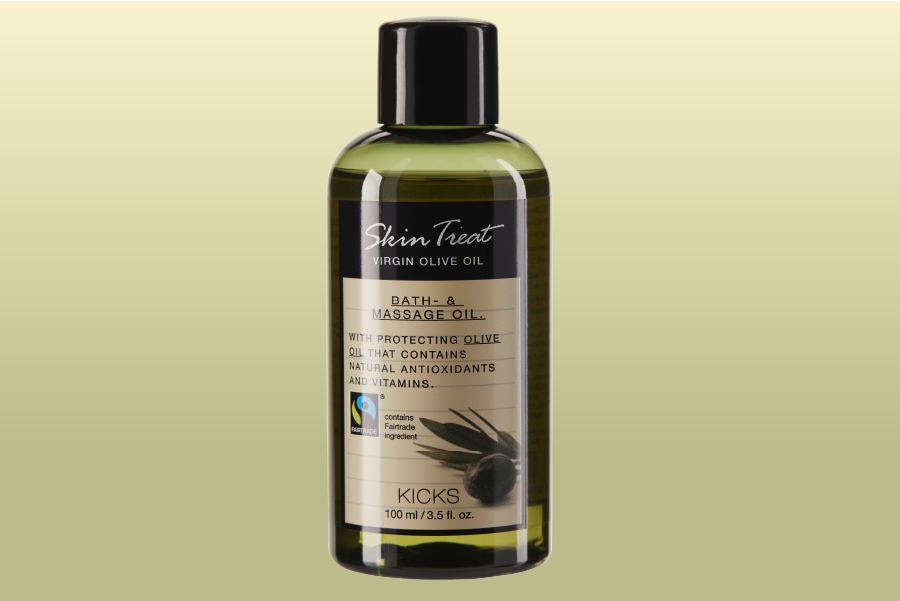 Skin Treat
VIRGIN OLIVE OIL
BATH- &
MASSAGE OIL.
WITH PROTECTING OLIVE
OIL THAT CONTAINS
NATURAL ANTIOXIDANTS
AND VITAMINS.
®
FAIRTRADE
contains
Fairtrade
ingredient
KICKS
100 ml / 3.5 fl. oz.